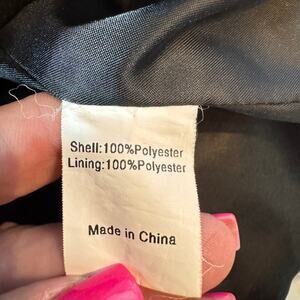 Shell:100%Polyester
Lining:100%Polyester
Made in China